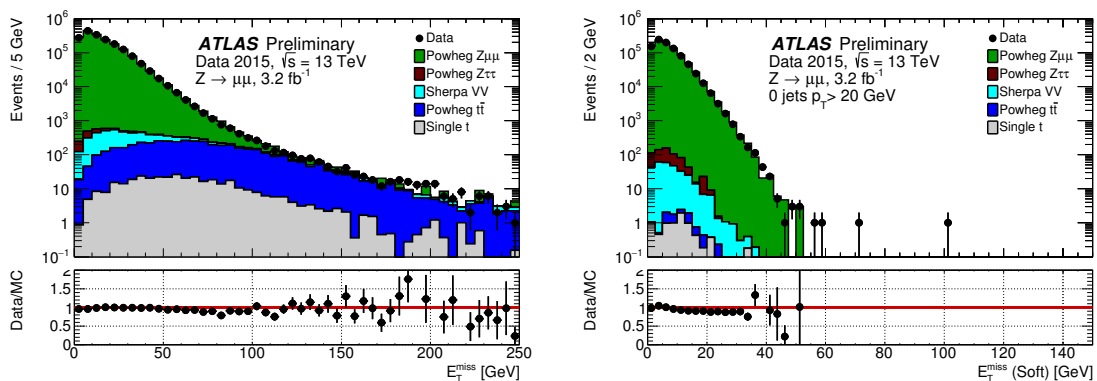 Events / 5 GeV
10⁶
10⁵
10⁴
10³
10²
10
1
10⁻¹
ATLAS Preliminary
Data 2015, √s = 13 TeV
Z → μμ, 3.2 fb⁻¹
Data
Powheg Zμμ
Powheg Zττ
Sherpa VV
Powheg tt̄
Single t
Data/MC
2
1.5
1
0.5
0
0 50 100 150 200 250
E_T^miss [GeV]
Events / 2 GeV
10⁶
10⁵
10⁴
10³
10²
10
1
10⁻¹
ATLAS Preliminary
Data 2015, √s = 13 TeV
Z → μμ, 3.2 fb⁻¹
0 jets p_T> 20 GeV
Data
Powheg Zμμ
Powheg Zττ
Sherpa VV
Powheg tt̄
Single t
Data/MC
2
1.5
1
0.5
0
0 20 40 60 80 100 120 140
E_T^miss (Soft) [GeV]